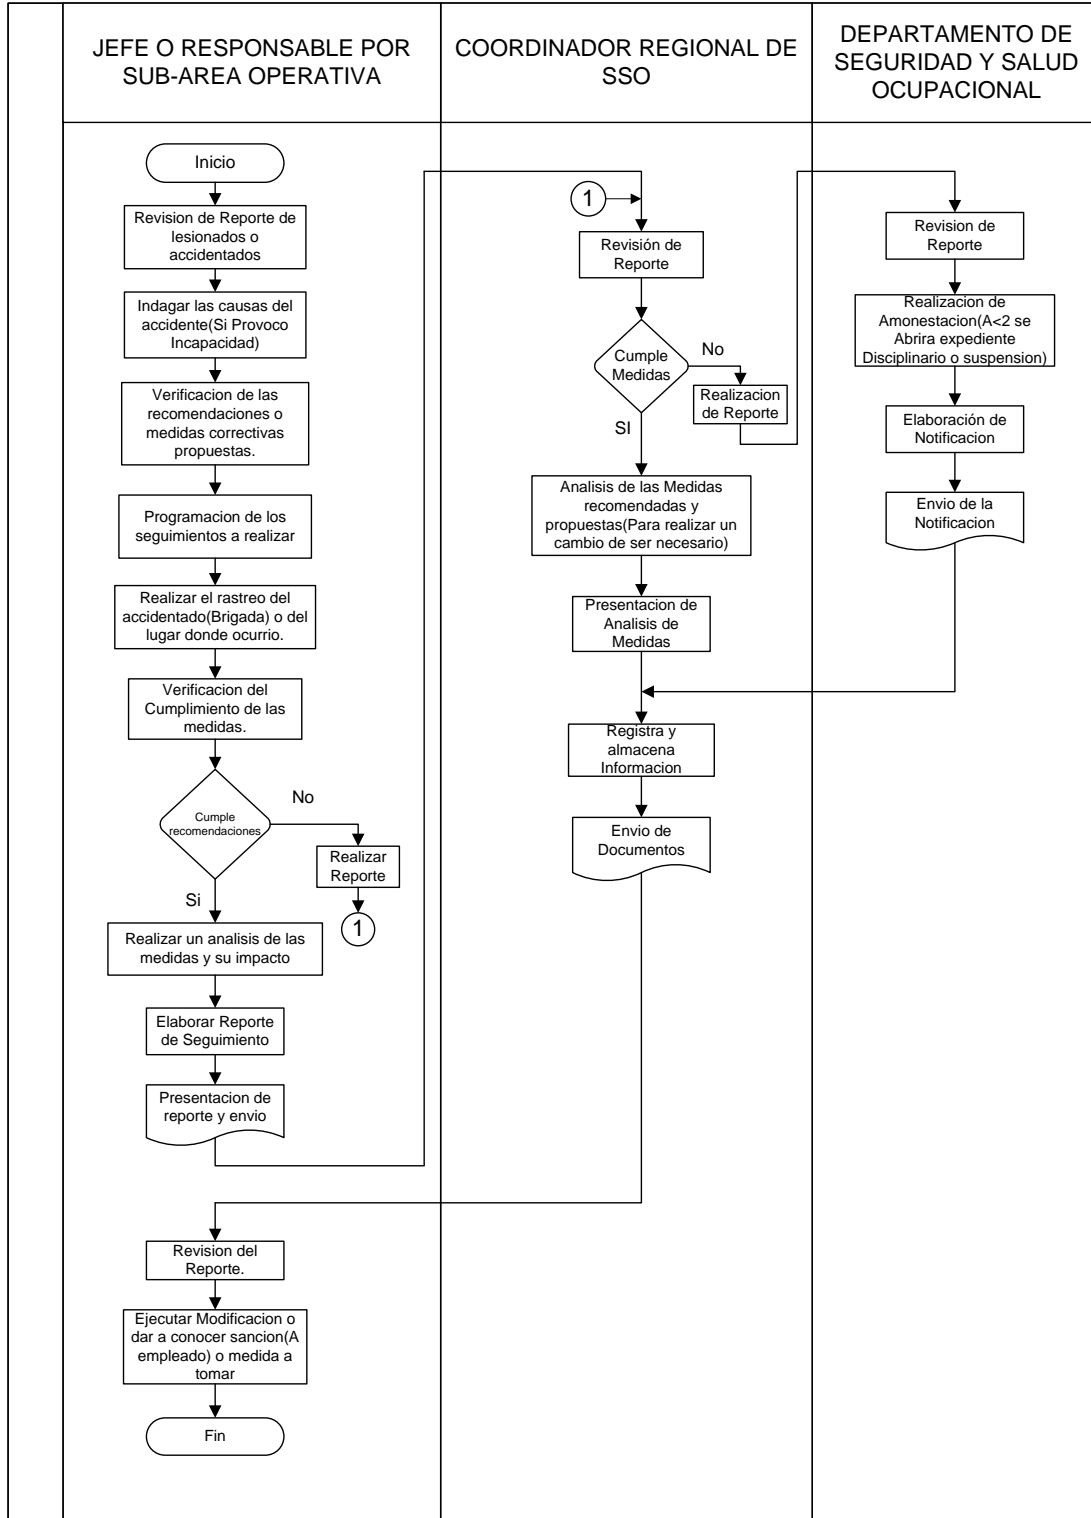 JEFE O RESPONSABLE POR
SUB-AREA OPERATIVA
COORDINADOR REGIONAL DE
SSO
DEPARTAMENTO DE
SEGURIDAD Y SALUD
OCUPACIONAL
Inicio
Revision de Reporte de
lesionados o
accidentados
Indagar las causas del
accidente(Si Provoco
Incapacidad)
Verificacion de las
recomendaciones o
medidas correctivas
propuestas.
Programacion de los
seguimientos a realizar
Realizar el rastreo del
accidentado(Brigada) o del
lugar donde ocurrio.
Verificacion del
Cumplimiento de las
medidas.
Cumple
recomendaciones
No
Realizar
Reporte
1
Si
Realizar un analisis de las
medidas y su impacto
Elaborar Reporte
de Seguimiento
Presentacion de
reporte y envio
Revision del
Reporte.
Ejecutar Modificacion o
dar a conocer sancion(A
empleado) o medida a
tomar
Fin
1
Revisión de
Reporte
Cumple
Medidas
No
Realizacion
de Reporte
SI
Analisis de las Medidas
recomendadas y
propuestas(Para realizar un
cambio de ser necesario)
Presentacion de
Analisis de
Medidas
Registra y
almacena
Informacion
Envio de
Documentos
Revision de
Reporte
Realizacion de
Amonestacion(A<2 se
Abrira expediente
Disciplinario o suspension)
Elaboración de
Notificacion
Envio de la
Notificacion